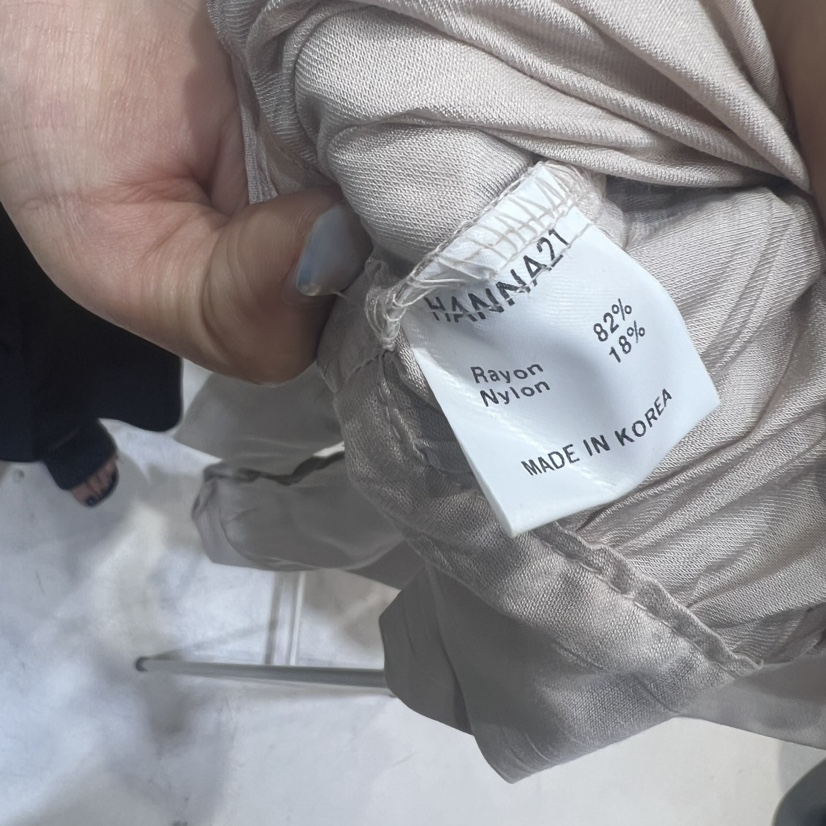 HANNA21
Rayon 82%
Nylon 18%
MADE IN KOREA